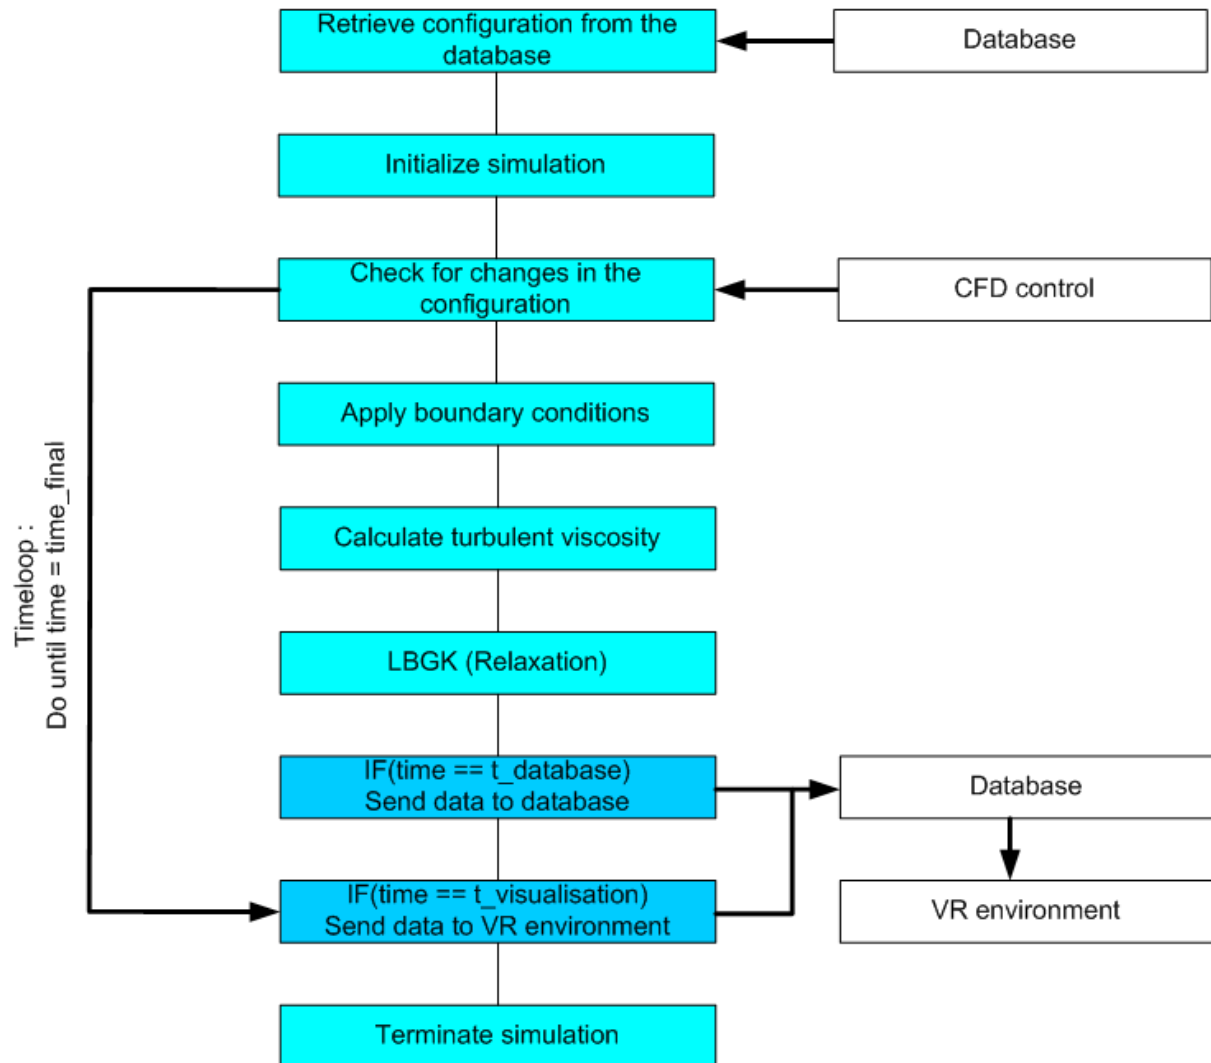 Retrieve configuration from the
database
Database
Initialize simulation
Check for changes in the
configuration
CFD control
Apply boundary conditions
Timeloop :
Do until time = time_final
Calculate turbulent viscosity
LBGK (Relaxation)
IF(time == t_database)
Send data to database
Database
IF(time == t_visualisation)
Send data to VR environment
VR environment
Terminate simulation